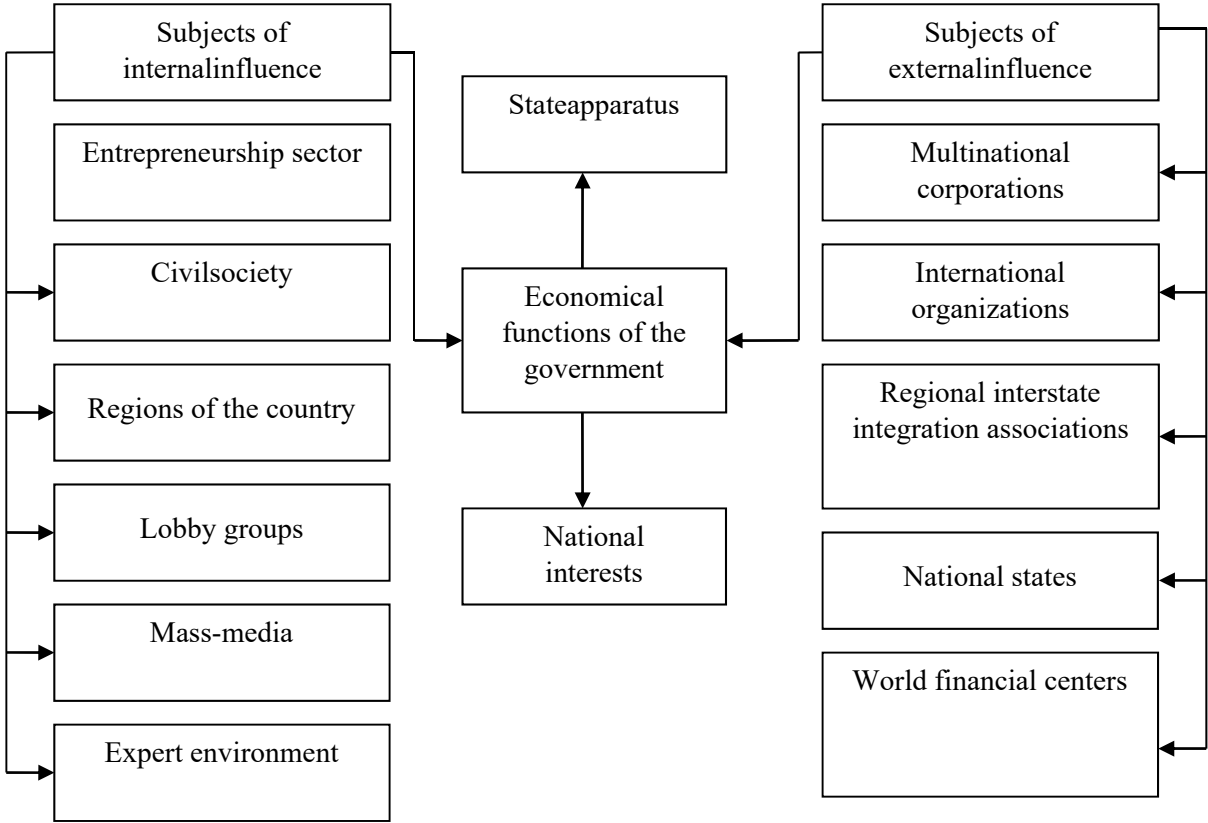 Subjects of
internalinfluence
Entrepreneurship sector
Civilsociety
Regions of the country
Lobby groups
Mass-media
Expert environment
Stateapparatus
Economical
functions of the
government
National
interests
Subjects of
externalinfluence
Multinational
corporations
International
organizations
Regional interstate
integration associations
National states
World financial centers